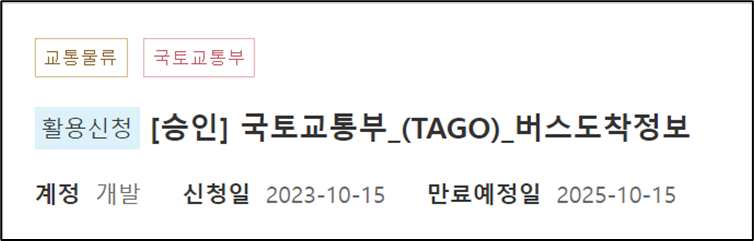 교통물류 국토교통부
활용신청 [승인] 국토교통부_(TAGO)_버스도착정보
계정 개발 신청일 2023-10-15 만료예정일 2025-10-15